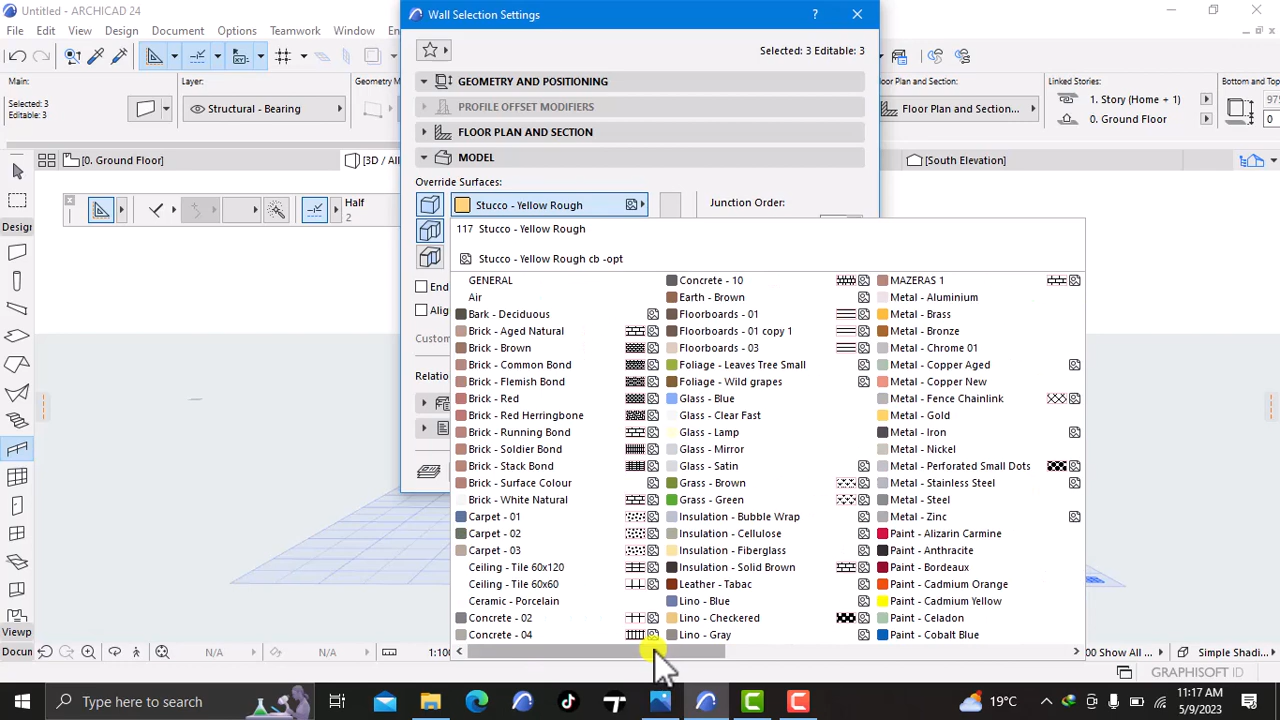 Untitled - ARCHICAD 24
Wall Selection Settings
?
File Edit View Design Document Options Teamwork Window
Selected: 3 Editable: 3
Main:
Layer:
Floor Plan and Section:
Linked Stories:
Selected: 3
Editable: 3
Structural - Bearing
GEOMETRY AND POSITIONING
PROFILE OFFSET MODIFIERS
FLOOR PLAN AND SECTION
MODEL
Floor Plan and Section...
1. Story (Home + 1)
0. Ground Floor
0
[0. Ground Floor]
[South Elevation]
Override Surfaces:
Stucco - Yellow Rough
Junction Order:
Half
2
Design
117 Stucco - Yellow Rough
Stucco - Yellow Rough cb -opt
GENERAL
Air
Bark - Deciduous
Brick - Aged Natural
Brick - Brown
Brick - Common Bond
Brick - Flemish Bond
Brick - Red
Brick - Red Herringbone
Brick - Running Bond
Brick - Soldier Bond
Brick - Stack Bond
Brick - Surface Colour
Brick - White Natural
Carpet - 01
Carpet - 02
Carpet - 03
Ceiling - Tile 60x120
Ceiling - Tile 60x60
Ceramic - Porcelain
Concrete - 02
Concrete - 04
Concrete - 10
Earth - Brown
Floorboards - 01
Floorboards - 01 copy 1
Floorboards - 03
Foliage - Leaves Tree Small
Foliage - Wild grapes
Glass - Blue
Glass - Clear Fast
Glass - Lamp
Glass - Mirror
Glass - Satin
Grass - Brown
Grass - Green
Insulation - Bubble Wrap
Insulation - Cellulose
Insulation - Fiberglass
Insulation - Solid Brown
Leather - Tabac
Lino - Blue
Lino - Checkered
Lino - Gray
MAZERAS 1
Metal - Aluminium
Metal - Brass
Metal - Bronze
Metal - Chrome 01
Metal - Copper Aged
Metal - Copper New
Metal - Fence Chainlink
Metal - Gold
Metal - Iron
Metal - Nickel
Metal - Perforated Small Dots
Metal - Stainless Steel
Metal - Steel
Metal - Zinc
Paint - Alizarin Carmine
Paint - Anthracite
Paint - Bordeaux
Paint - Cadmium Orange
Paint - Cadmium Yellow
Paint - Celadon
Paint - Cobalt Blue
N/A
N/A
Simple Shadi...
GRAPHISOFT ID
Type here to search
19°C
11:17 AM
5/9/2023